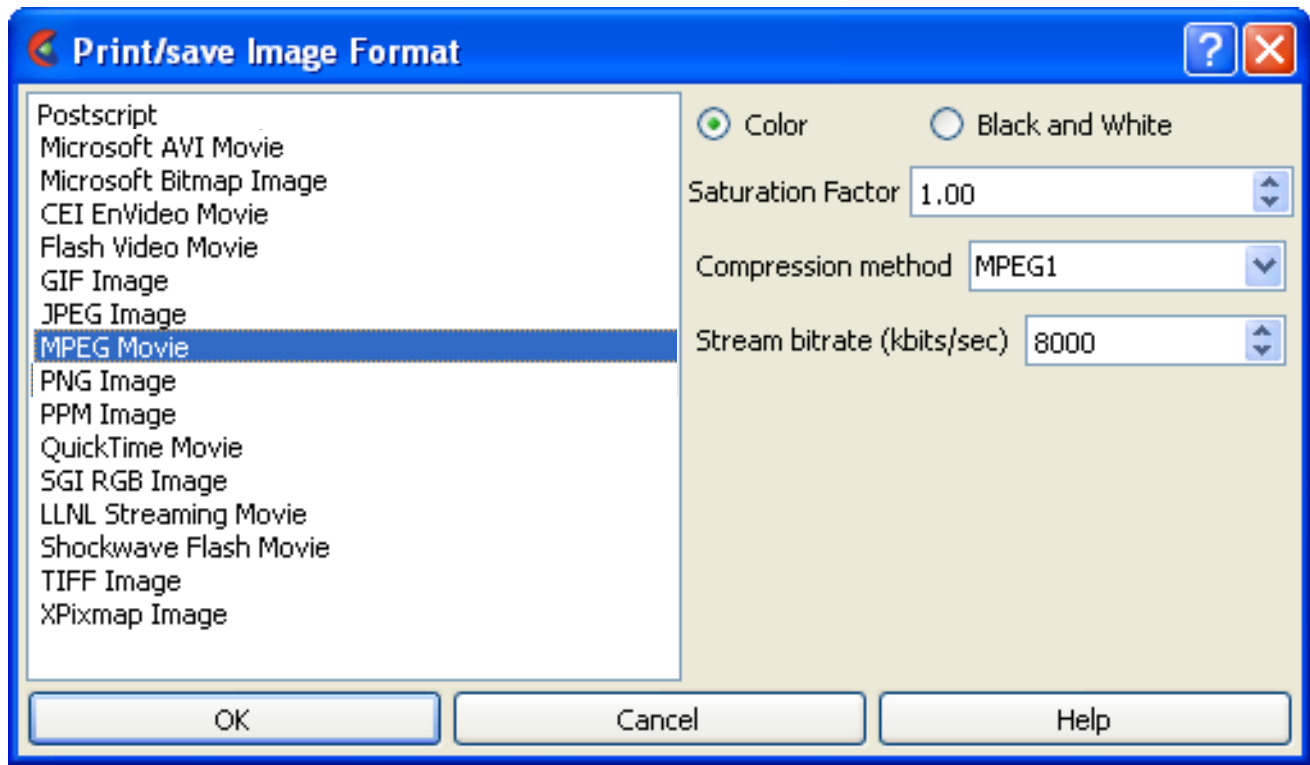 Print/save Image Format
Postscript
Microsoft AVI Movie
Microsoft Bitmap Image
CEI EnVideo Movie
Flash Video Movie
GIF Image
JPEG Image
MPEG Movie
PNG Image
PPM Image
QuickTime Movie
SGI RGB Image
LLNL Streaming Movie
Shockwave Flash Movie
TIFF Image
XPixmap Image
Color Black and White
Saturation Factor 1.00
Compression method MPEG1
Stream bitrate (kbits/sec) 8000
OK Cancel Help